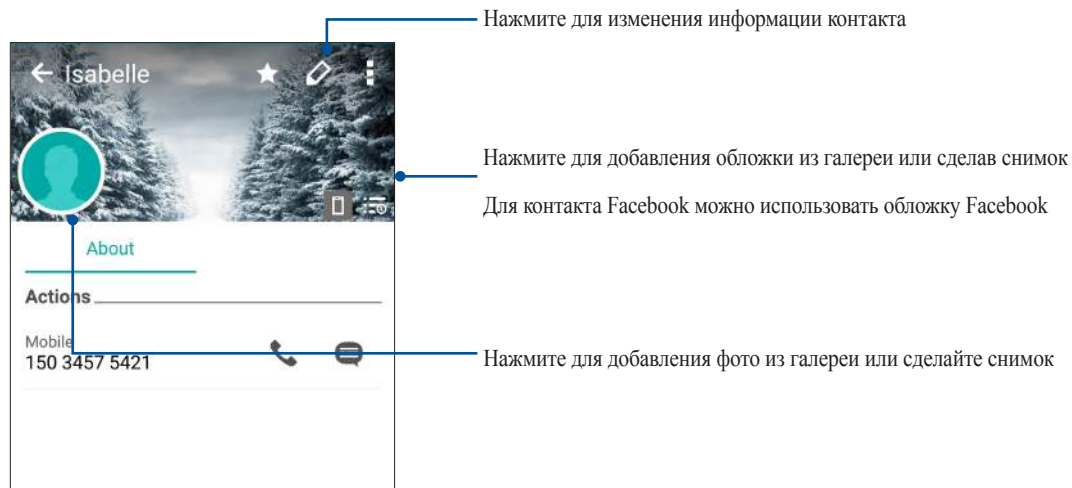 Нажмите для изменения информации контакта
Isabelle
Нажмите для добавления обложки из галереи или сделав снимок
Для контакта Facebook можно использовать обложку Facebook
About
Actions
Mobile
150 3457 5421
Нажмите для добавления фото из галереи или сделайте снимок